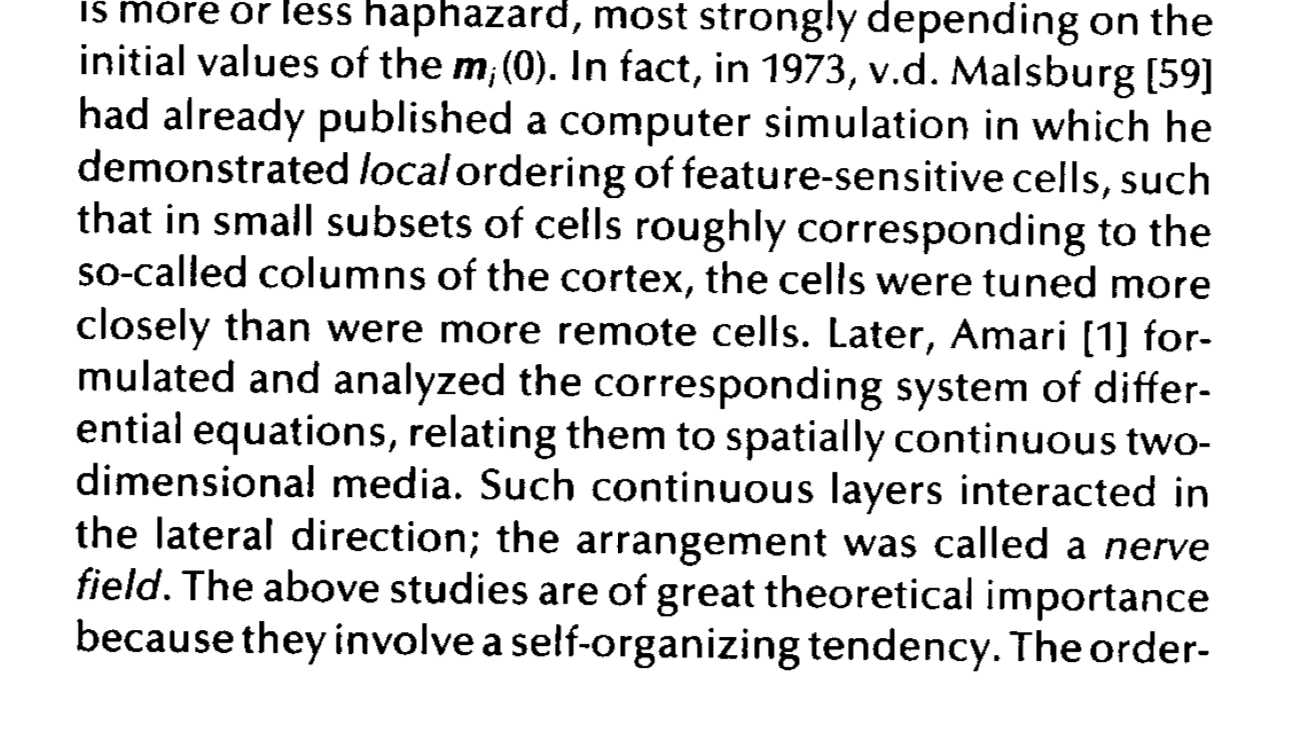 is more or less haphazard, most strongly depending on the
initial values of the mᵢ(0). In fact, in 1973, v.d. Malsburg [59]
had already published a computer simulation in which he
demonstrated local ordering of feature-sensitive cells, such
that in small subsets of cells roughly corresponding to the
so-called columns of the cortex, the cells were tuned more
closely than were more remote cells. Later, Amari [1] for-
mulated and analyzed the corresponding system of differ-
ential equations, relating them to spatially continuous two-
dimensional media. Such continuous layers interacted in
the lateral direction; the arrangement was called a nerve
field. The above studies are of great theoretical importance
because they involve a self-organizing tendency. The order-